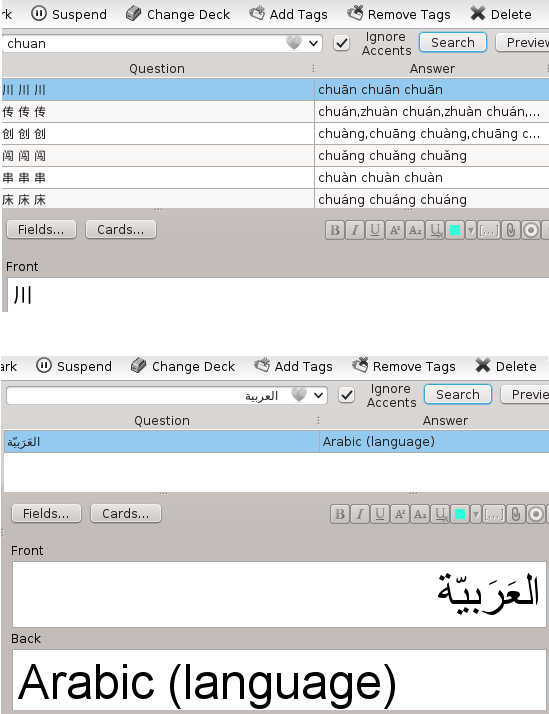 rk Suspend Change Deck Add Tags Remove Tags Delete
chuan Ignore Accents Search Preview
Question Answer
川 川 川 chuān chuān chuān
传 传 传 chuán,zhuàn chuán,zhuàn chuán,...
创 创 创 chuàng,chuāng chuàng,chuāng c...
闯 闯 闯 chuǎng chuǎng chuǎng
串 串 串 chuàn chuàn chuàn
床 床 床 chuáng chuáng chuáng
Fields... Cards... B I U A² A₂ U [...]
Front
川
ark Suspend Change Deck Add Tags Remove Tags Delete
العربية Ignore Accents Search Previe
Question Answer
العَرَبيّة Arabic (language)
Fields... Cards... B I U A² A₂ U [...]
Front
العَرَبيّة
Back
Arabic (language)